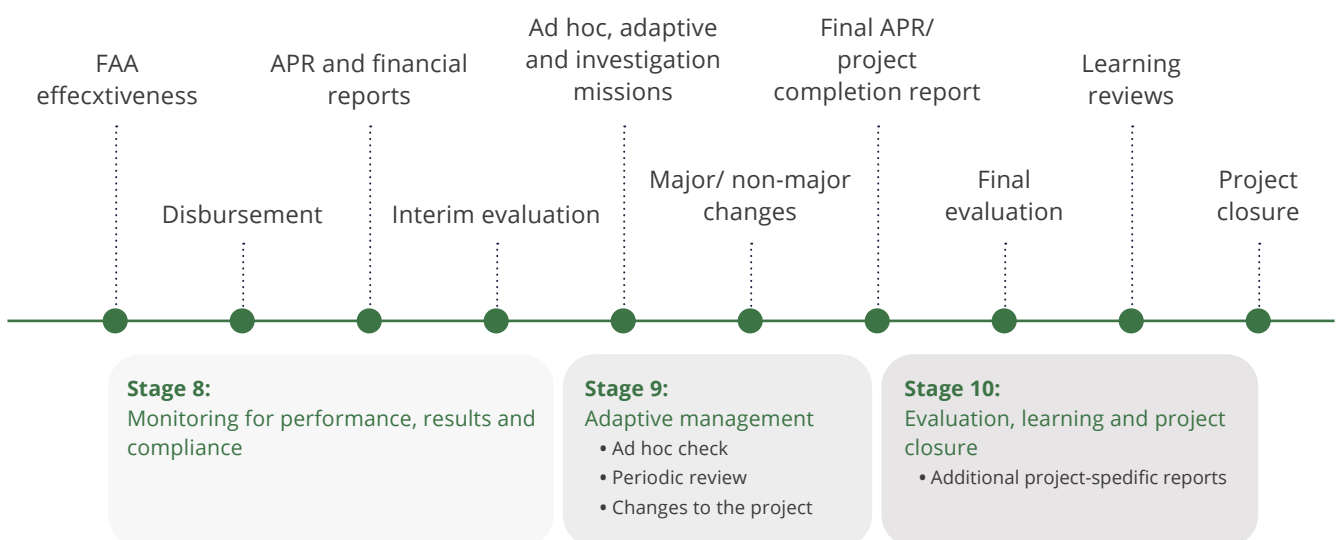 FAA
effecxtiveness
APR and financial
reports
Ad hoc, adaptive
and investigation
missions
Final APR/
project
completion report
Learning
reviews
Disbursement
Interim evaluation
Major/ non-major
changes
Final
evaluation
Project
closure
Stage 8:
Monitoring for performance, results and
compliance
Stage 9:
Adaptive management
• Ad hoc check
• Periodic review
• Changes to the project
Stage 10:
Evaluation, learning and project
closure
• Additional project-spedific reports